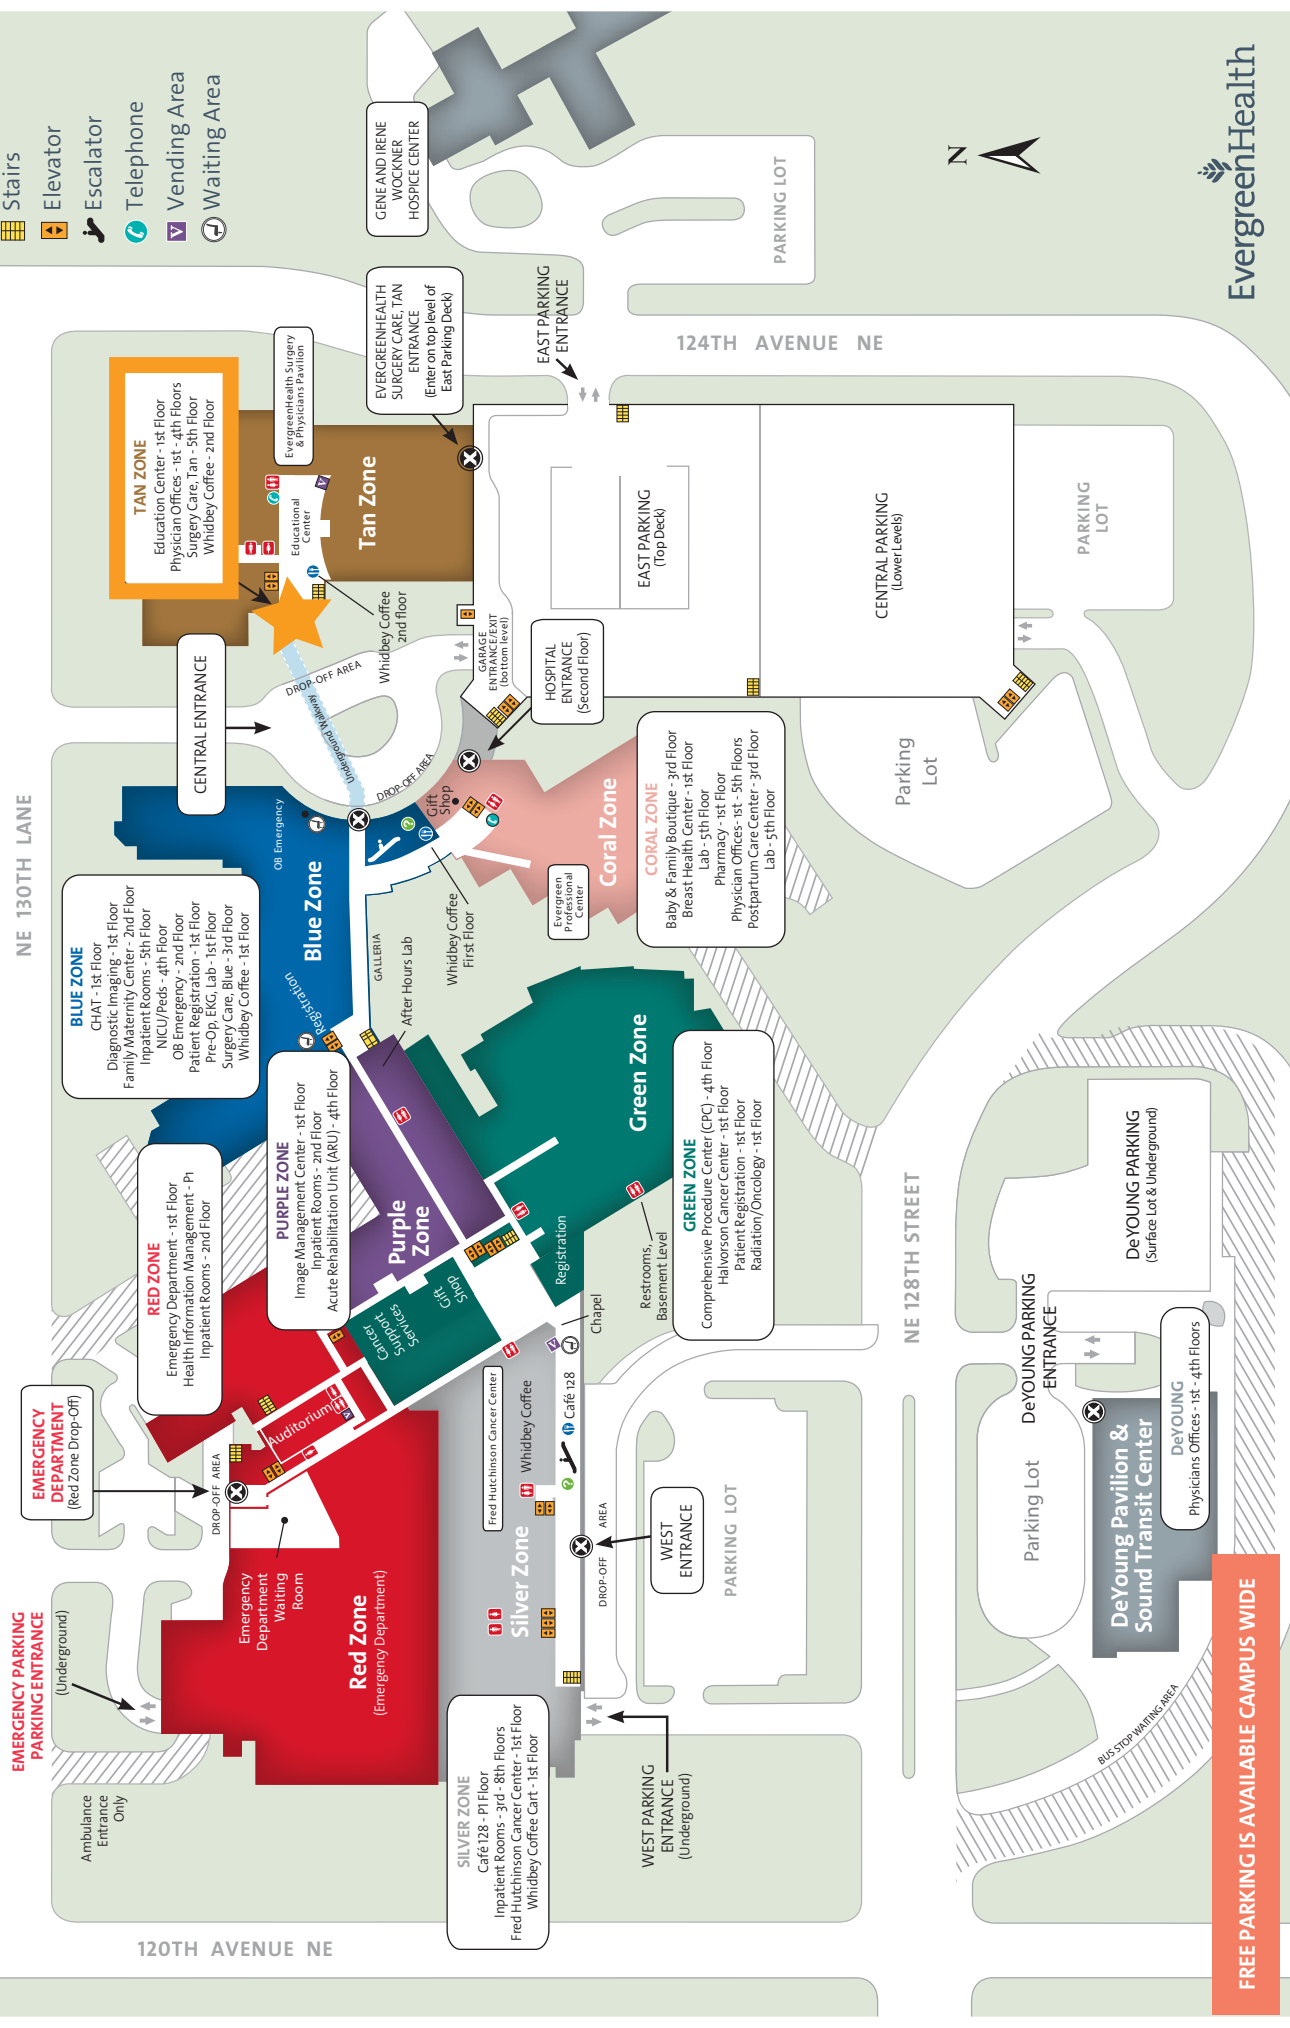 NE 130TH LANE
120TH AVENUE NE
124TH AVENUE NE
NE 128TH STREET
Stairs
Elevator
Escalator
Telephone
Vending Area
Waiting Area
EMERGENCY PARKING
PARKING ENTRANCE
(Underground)
Ambulance
Entrance
Only
EMERGENCY
DEPARTMENT
(Red Zone Drop-Off)
DROP-OFF AREA
RED ZONE
Emergency Department - 1st Floor
Health Information Management - P1
Inpatient Rooms - 2nd Floor
Emergency
Department
Waiting
Room
Auditorium
Red Zone
(Emergency Department)
BLUE ZONE
CHAT - 1st Floor
Diagnostic Imaging - 1st Floor
Family Maternity Center - 2nd Floor
Inpatient Rooms - 5th Floor
NICU/Peds - 4th Floor
OB Emergency - 2nd Floor
Patient Registration - 1st Floor
Pre-Op, EKG, Lab - 1st Floor
Surgery Care, Blue - 3rd Floor
Whidbey Coffee - 1st Floor
Blue Zone
OB Emergency
Registration
GALLERIA
After Hours Lab
Whidbey Coffee
First Floor
PURPLE ZONE
Image Management Center - 1st Floor
Inpatient Rooms - 2nd Floor
Acute Rehabilitation Unit (ARU) - 4th Floor
Purple
Zone
Cancer
Support
Services
Gift
Shop
CENTRAL ENTRANCE
DROP-OFF AREA
Underground Walkway
DROP-OFF AREA
TAN ZONE
Education Center - 1st Floor
Physician Offices - 1st - 4th Floors
Surgery Care, Tan - 5th Floor
Whidbey Coffee - 2nd Floor
EvergreenHealth Surgery
& Physicians Pavilion
Educational
Center
Tan Zone
Whidbey Coffee
2nd floor
EVERGREENHEALTH
SURGERY CARE, TAN
ENTRANCE
(Enter on top level of
East Parking Deck)
GENE AND IRENE
WOCKNER
HOSPICE CENTER
EAST PARKING
ENTRANCE
PARKING LOT
GARAGE
ENTRANCE/EXIT
(bottom level)
HOSPITAL
ENTRANCE
(Second Floor)
EAST PARKING
(Top Deck)
CENTRAL PARKING
(Lower Levels)
PARKING
LOT
Parking
Lot
Gift
Shop
Coral Zone
Evergreen
Professional
Center
CORAL ZONE
Baby & Family Boutique - 3rd Floor
Breast Health Center - 1st Floor
Lab - 5th Floor
Pharmacy - 1st Floor
Physician Offices- 1st - 5th Floors
Postpartum Care Center - 3rd Floor
Lab - 5th Floor
Green Zone
Registration
Restrooms,
Basement Level
Chapel
GREEN ZONE
Comprehensive Procedure Center (CPC) - 4th Floor
Halvorson Cancer Center - 1st Floor
Patient Registration - 1st Floor
Radiation/Oncology - 1st Floor
Fred Hutchinson Cancer Center
Whidbey Coffee
Café 128
Silver Zone
DROP-OFF AREA
WEST
ENTRANCE
PARKING LOT
SILVER ZONE
Café 128 - P1 Floor
Inpatient Rooms - 3rd - 8th Floors
Fred Hutchinson Cancer Center - 1st Floor
Whidbey Coffee Cart - 1st Floor
WEST PARKING
ENTRANCE
(Underground)
Parking Lot
DeYOUNG PARKING
ENTRANCE
DeYOUNG PARKING
(Surface Lot & Underground)
DeYoung Pavilion &
Sound Transit Center
DeYOUNG
Physicians Offices - 1st - 4th Floors
BUS STOP WAITING AREA
N
EvergreenHealth
FREE PARKING IS AVAILABLE CAMPUS WIDE